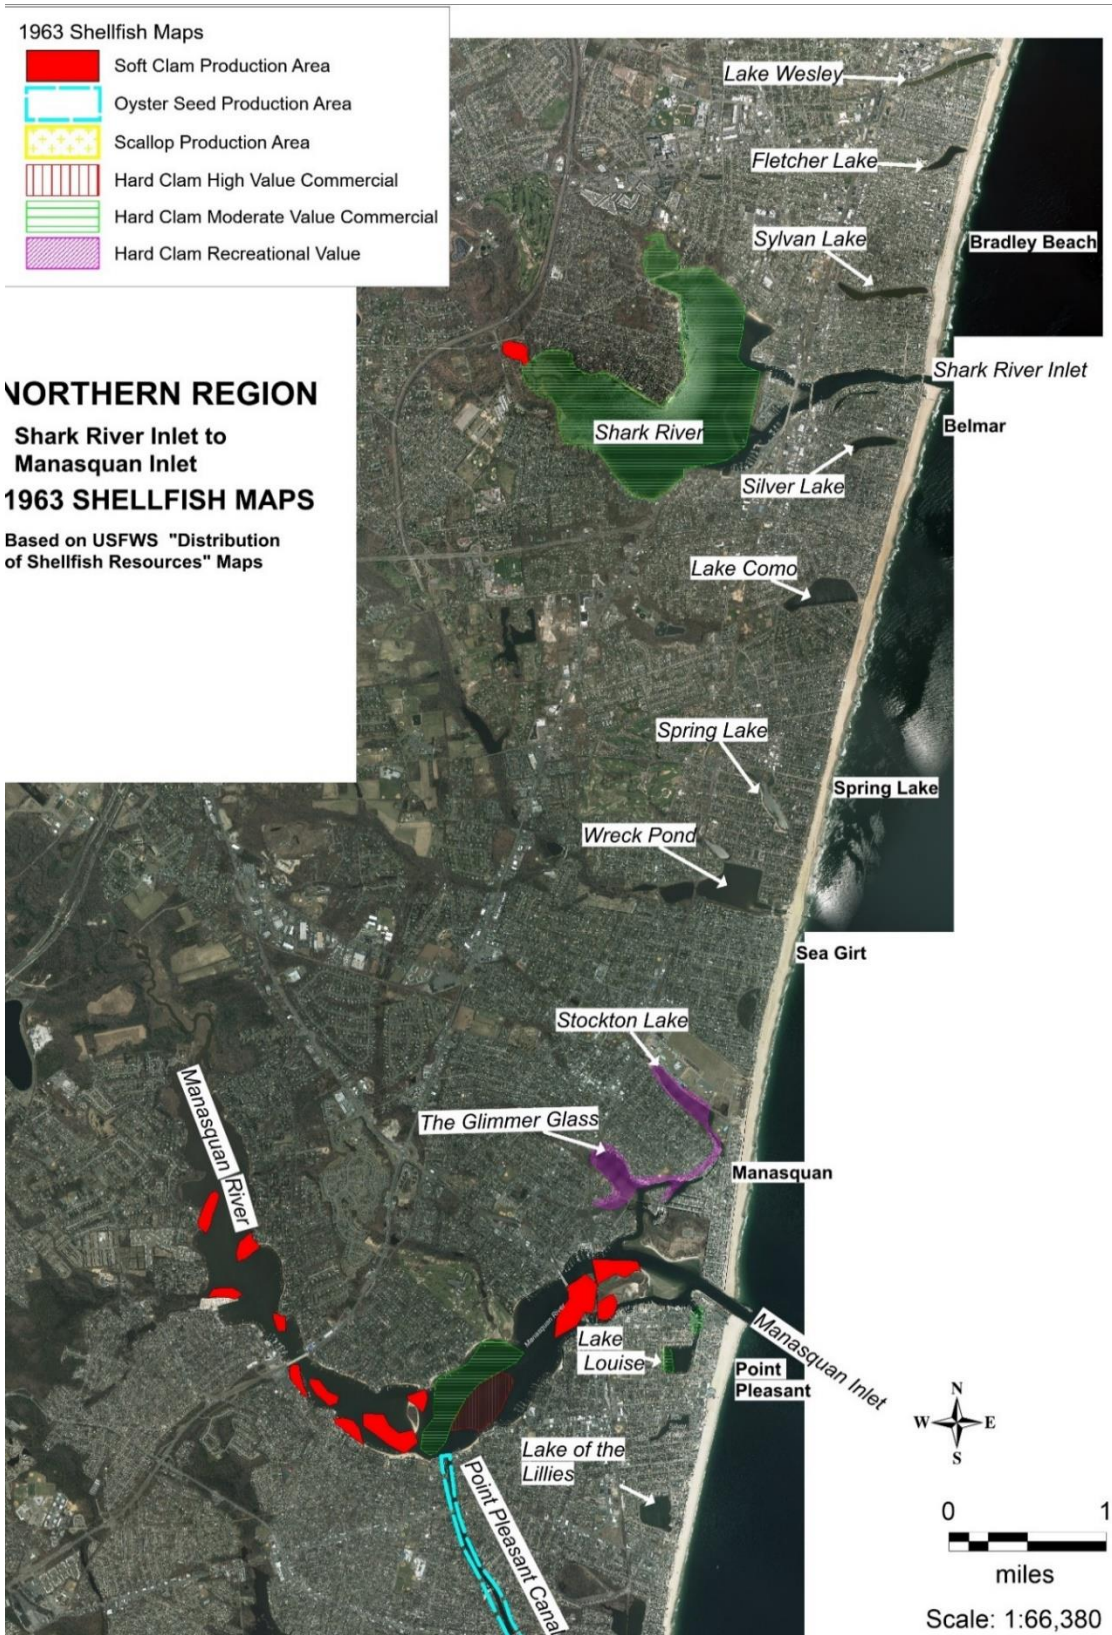 1963 Shellfish Maps
Soft Clam Production Area
Oyster Seed Production Area
Scallop Production Area
Hard Clam High Value Commercial
Hard Clam Moderate Value Commercial
Hard Clam Recreational Value
NORTHERN REGION
Shark River Inlet to
Manasquan Inlet
1963 SHELLFISH MAPS
Based on USFWS "Distribution
of Shellfish Resources" Maps
Lake Wesley
Fletcher Lake
Sylvan Lake
Bradley Beach
Shark River Inlet
Belmar
Shark River
Silver Lake
Lake Como
Spring Lake
Spring Lake
Wreck Pond
Sea Girt
Stockton Lake
The Glimmer Glass
Manasquan
Manasquan River
Manasquan River
Manasquan Inlet
Lake
Louise
Point
Pleasant
Lake of the
Lillies
Point Pleasant Canal
N
W E
S
0 1
miles
Scale: 1:66,380